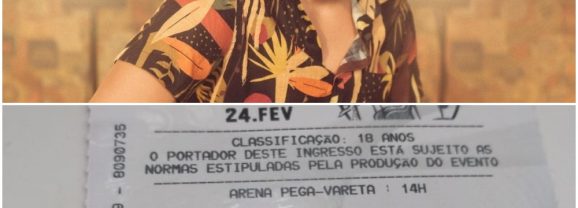 24.FEV
CLASSIFICAÇÃO: 18 ANOS
O PORTADOR DESTE INGRESSO ESTÁ SUJEITO AS
NORMAS ESTIPULADAS PELA PRODUÇÃO DO EVENTO
ARENA PEGA-VARETA : 14H
8090735